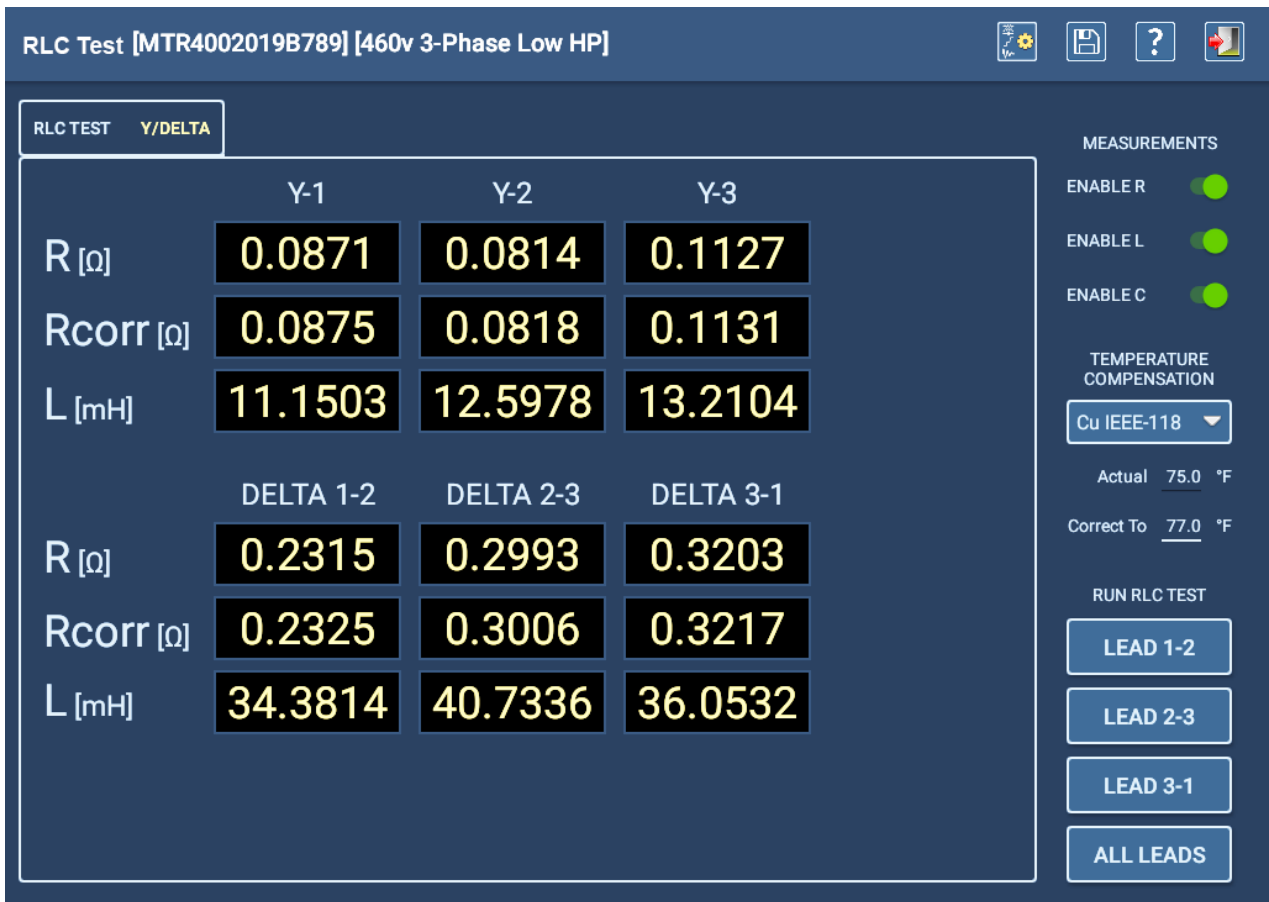 RLC Test [MTR4002019B789] [460v 3-Phase Low HP]
RLC TEST Y/DELTA
Y-1 Y-2 Y-3
R [Ω] 0.0871 0.0814 0.1127
Rcorr [Ω] 0.0875 0.0818 0.1131
L [mH] 11.1503 12.5978 13.2104
DELTA 1-2 DELTA 2-3 DELTA 3-1
R [Ω] 0.2315 0.2993 0.3203
Rcorr [Ω] 0.2325 0.3006 0.3217
L [mH] 34.3814 40.7336 36.0532
MEASUREMENTS
ENABLE R
ENABLE L
ENABLE C
TEMPERATURE
COMPENSATION
Cu IEEE-118
Actual 75.0 °F
Correct To 77.0 °F
RUN RLC TEST
LEAD 1-2
LEAD 2-3
LEAD 3-1
ALL LEADS